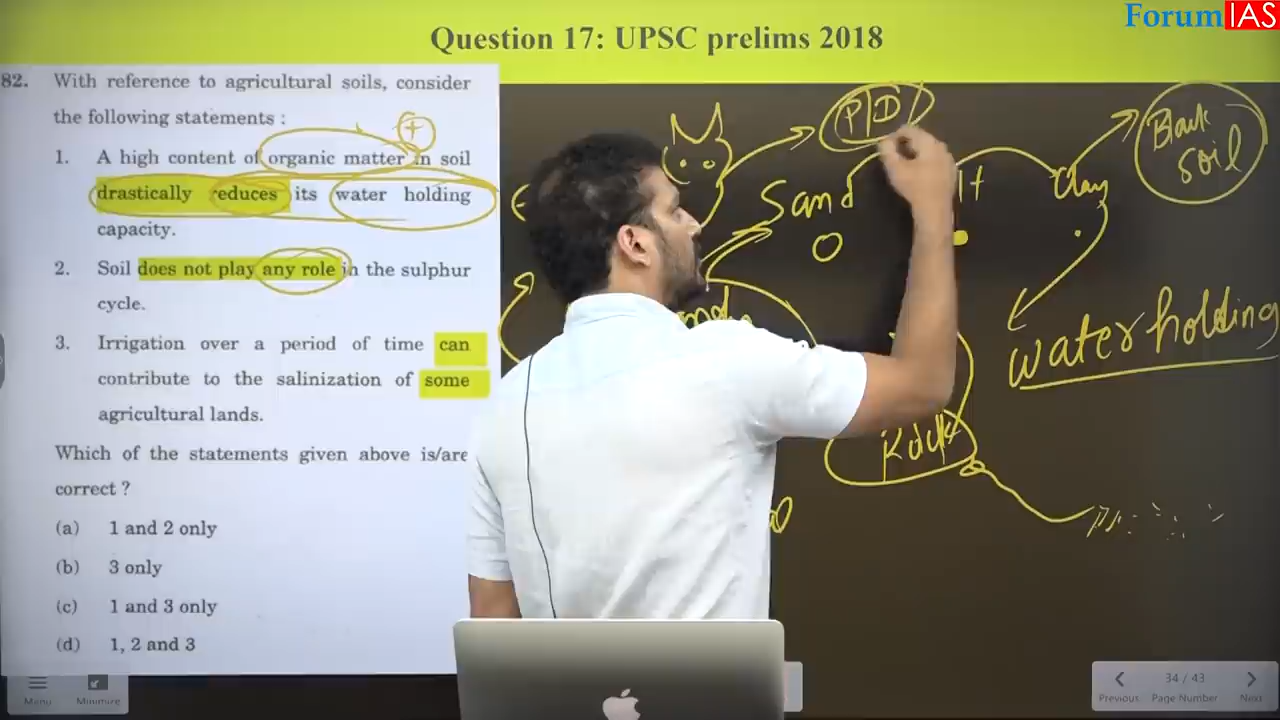 ForumIAS
Question 17: UPSC prelims 2018
82. With reference to agricultural soils, consider
the following statements :
1. A high content of organic matter in soil
drastically reduces its water holding
capacity.
2. Soil does not play any role in the sulphur
cycle.
3. Irrigation over a period of time can
contribute to the salinization of some
agricultural lands.
Which of the statements given above is/are
correct ?
(a) 1 and 2 only
(b) 3 only
(c) 1 and 3 only
(d) 1, 2 and 3
P D
Sand
Clay
Black
soil
water holding
Menu
Minimize
34 / 43
Previous Page Number Next